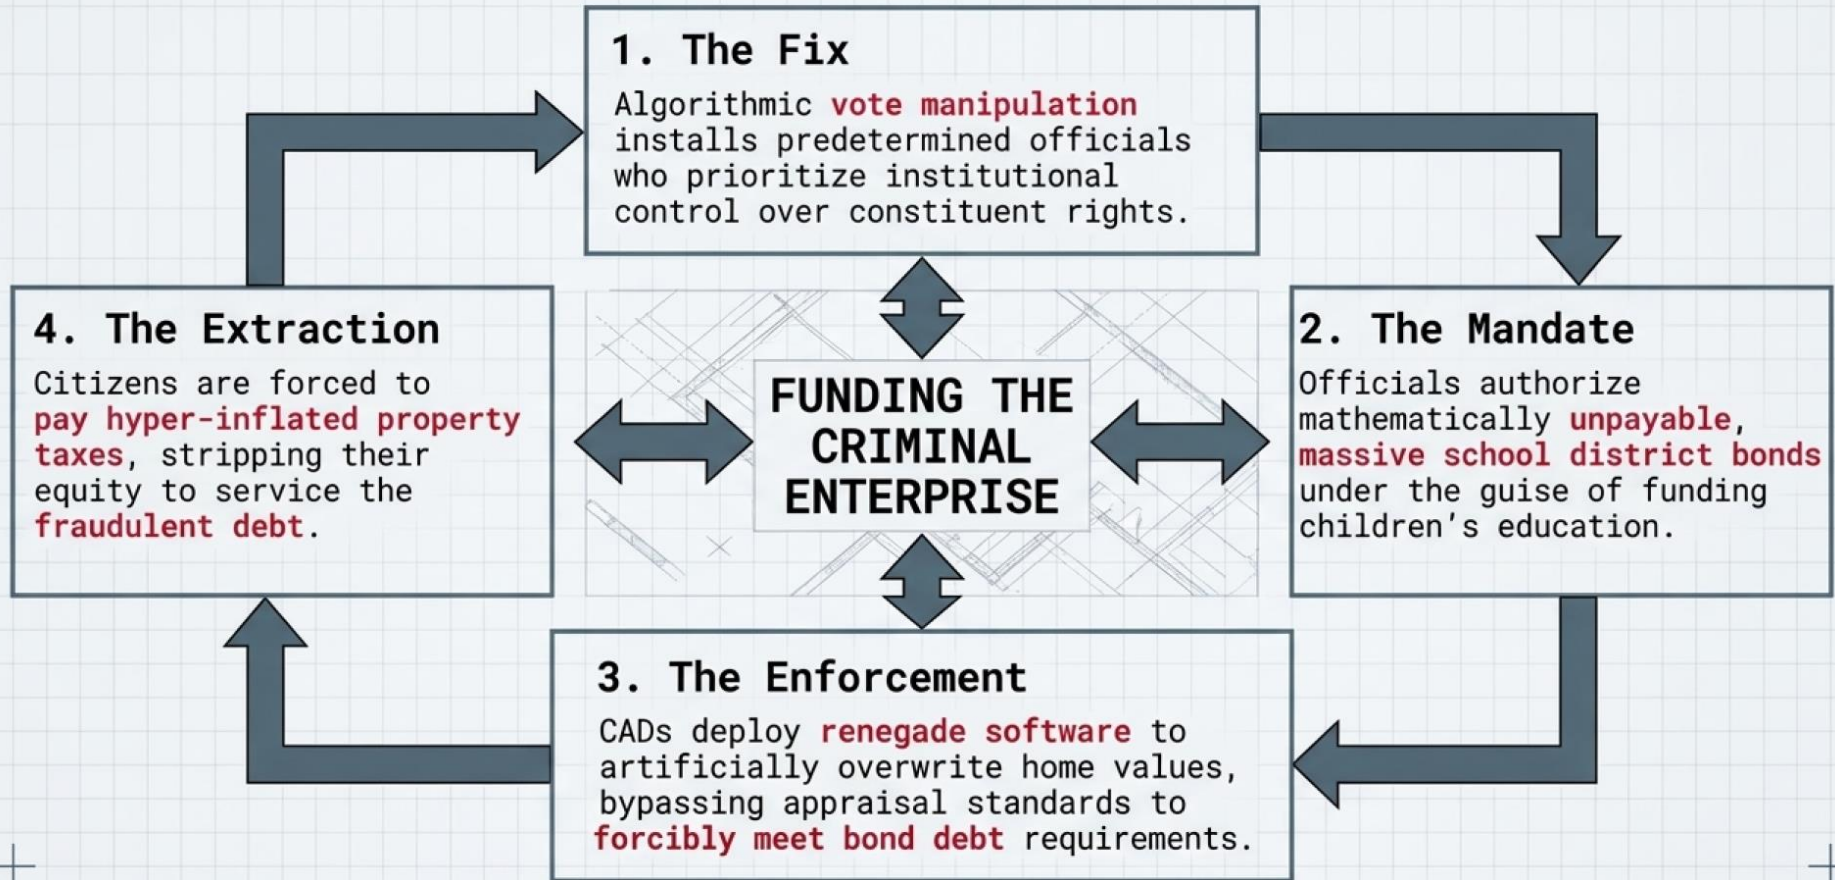 1. The Fix
Algorithmic vote manipulation
installs predetermined officials
who prioritize institutional
control over constituent rights.
2. The Mandate
Officials authorize
mathematically unpayable,
massive school district bonds
under the guise of funding
children's education.
3. The Enforcement
CADs deploy renegade software to
artificially overwrite home values,
bypassing appraisal standards to
forcibly meet bond debt requirements.
4. The Extraction
Citizens are forced to
pay hyper-inflated property
taxes, stripping their
equity to service the
fraudulent debt.
FUNDING THE
CRIMINAL
ENTERPRISE